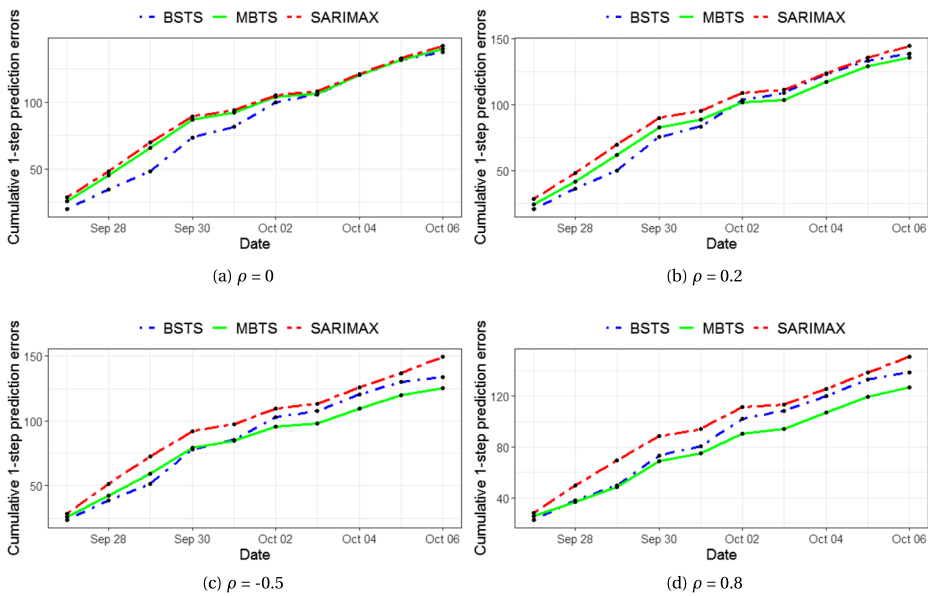 BSTS MBTS SARIMAX
Cumulative 1-step prediction errors
100
50
Sep 28 Sep 30 Oct 02 Oct 04 Oct 06
Date
(a) ρ = 0
BSTS MBTS SARIMAX
Cumulative 1-step prediction errors
150
100
50
Sep 28 Sep 30 Oct 02 Oct 04 Oct 06
Date
(b) ρ = 0.2
BSTS MBTS SARIMAX
Cumulative 1-step prediction errors
150
100
50
Sep 28 Sep 30 Oct 02 Oct 04 Oct 06
Date
(c) ρ = -0.5
BSTS MBTS SARIMAX
Cumulative 1-step prediction errors
120
80
40
Sep 28 Sep 30 Oct 02 Oct 04 Oct 06
Date
(d) ρ = 0.8